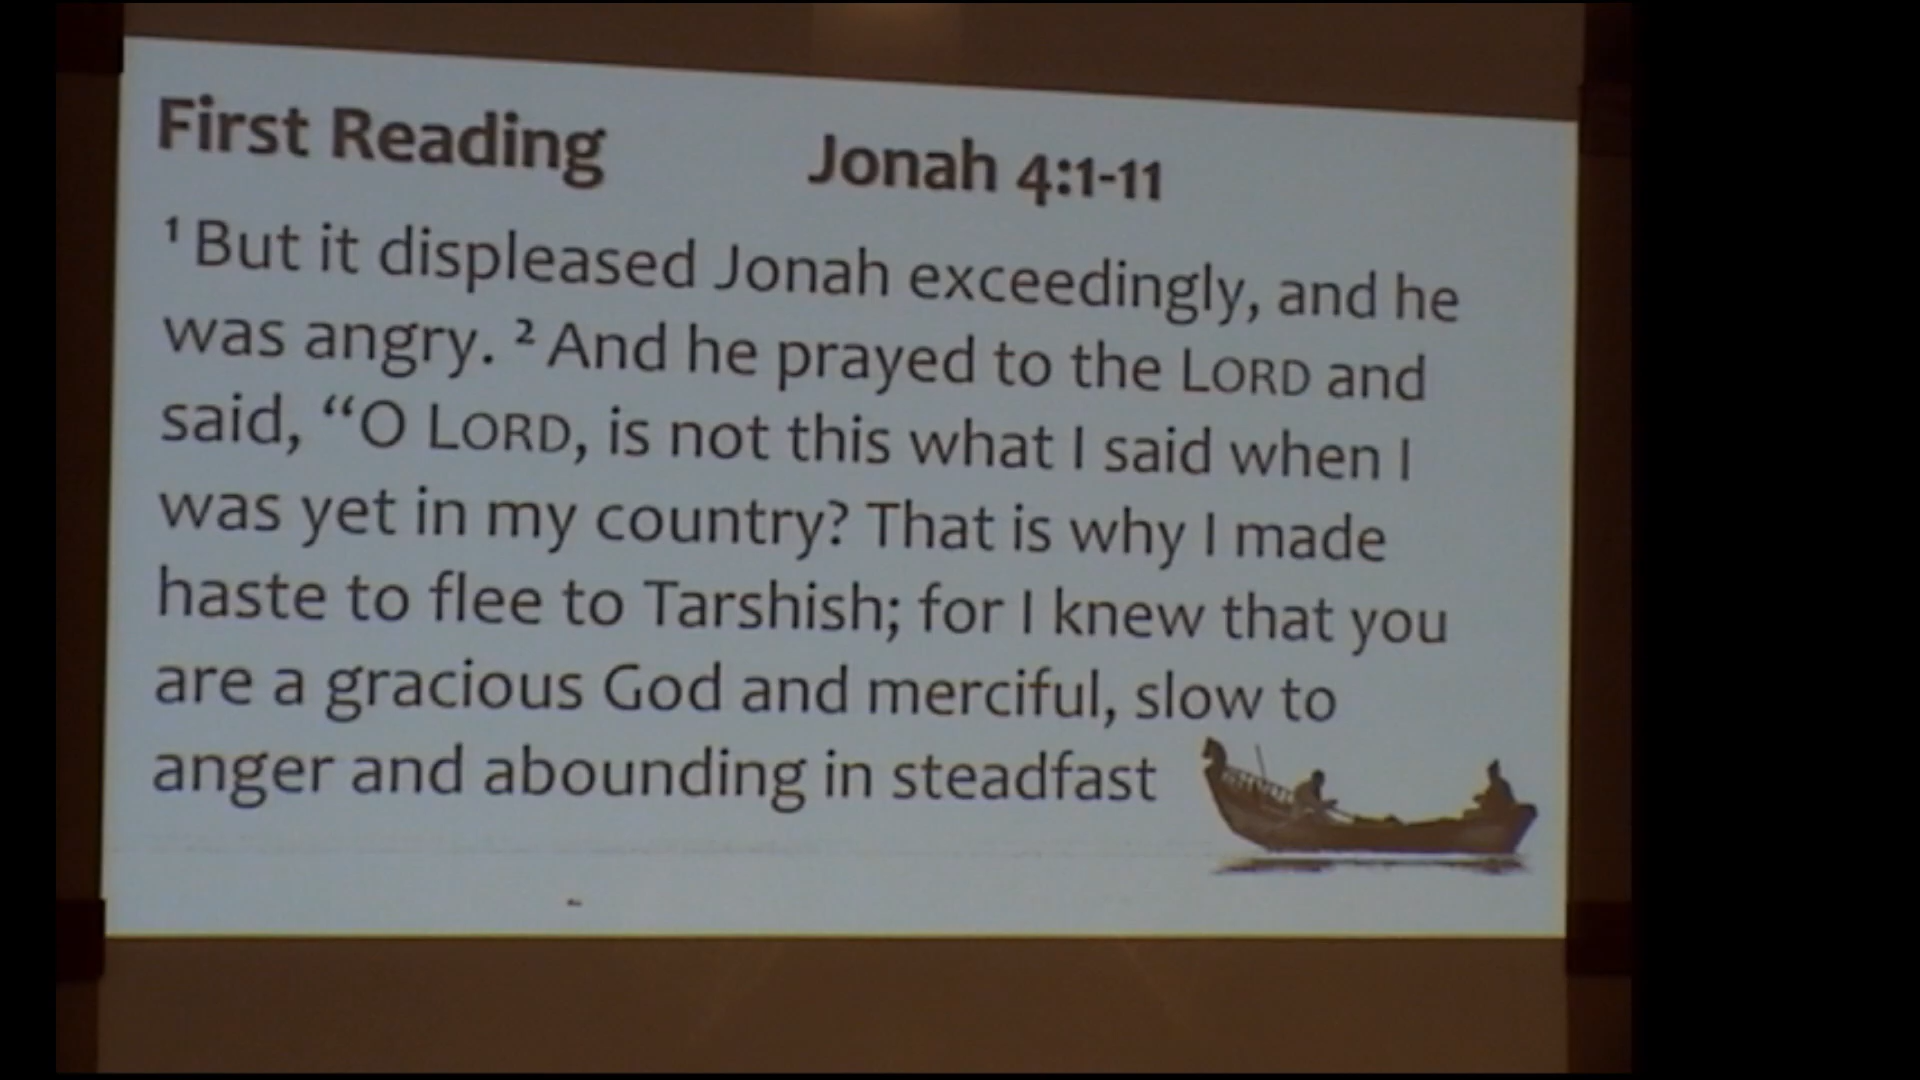 First Reading Jonah 4:1-11
¹ But it displeased Jonah exceedingly, and he
was angry. ² And he prayed to the LORD and
said, “O LORD, is not this what I said when I
was yet in my country? That is why I made
haste to flee to Tarshish; for I knew that you
are a gracious God and merciful, slow to
anger and abounding in steadfast